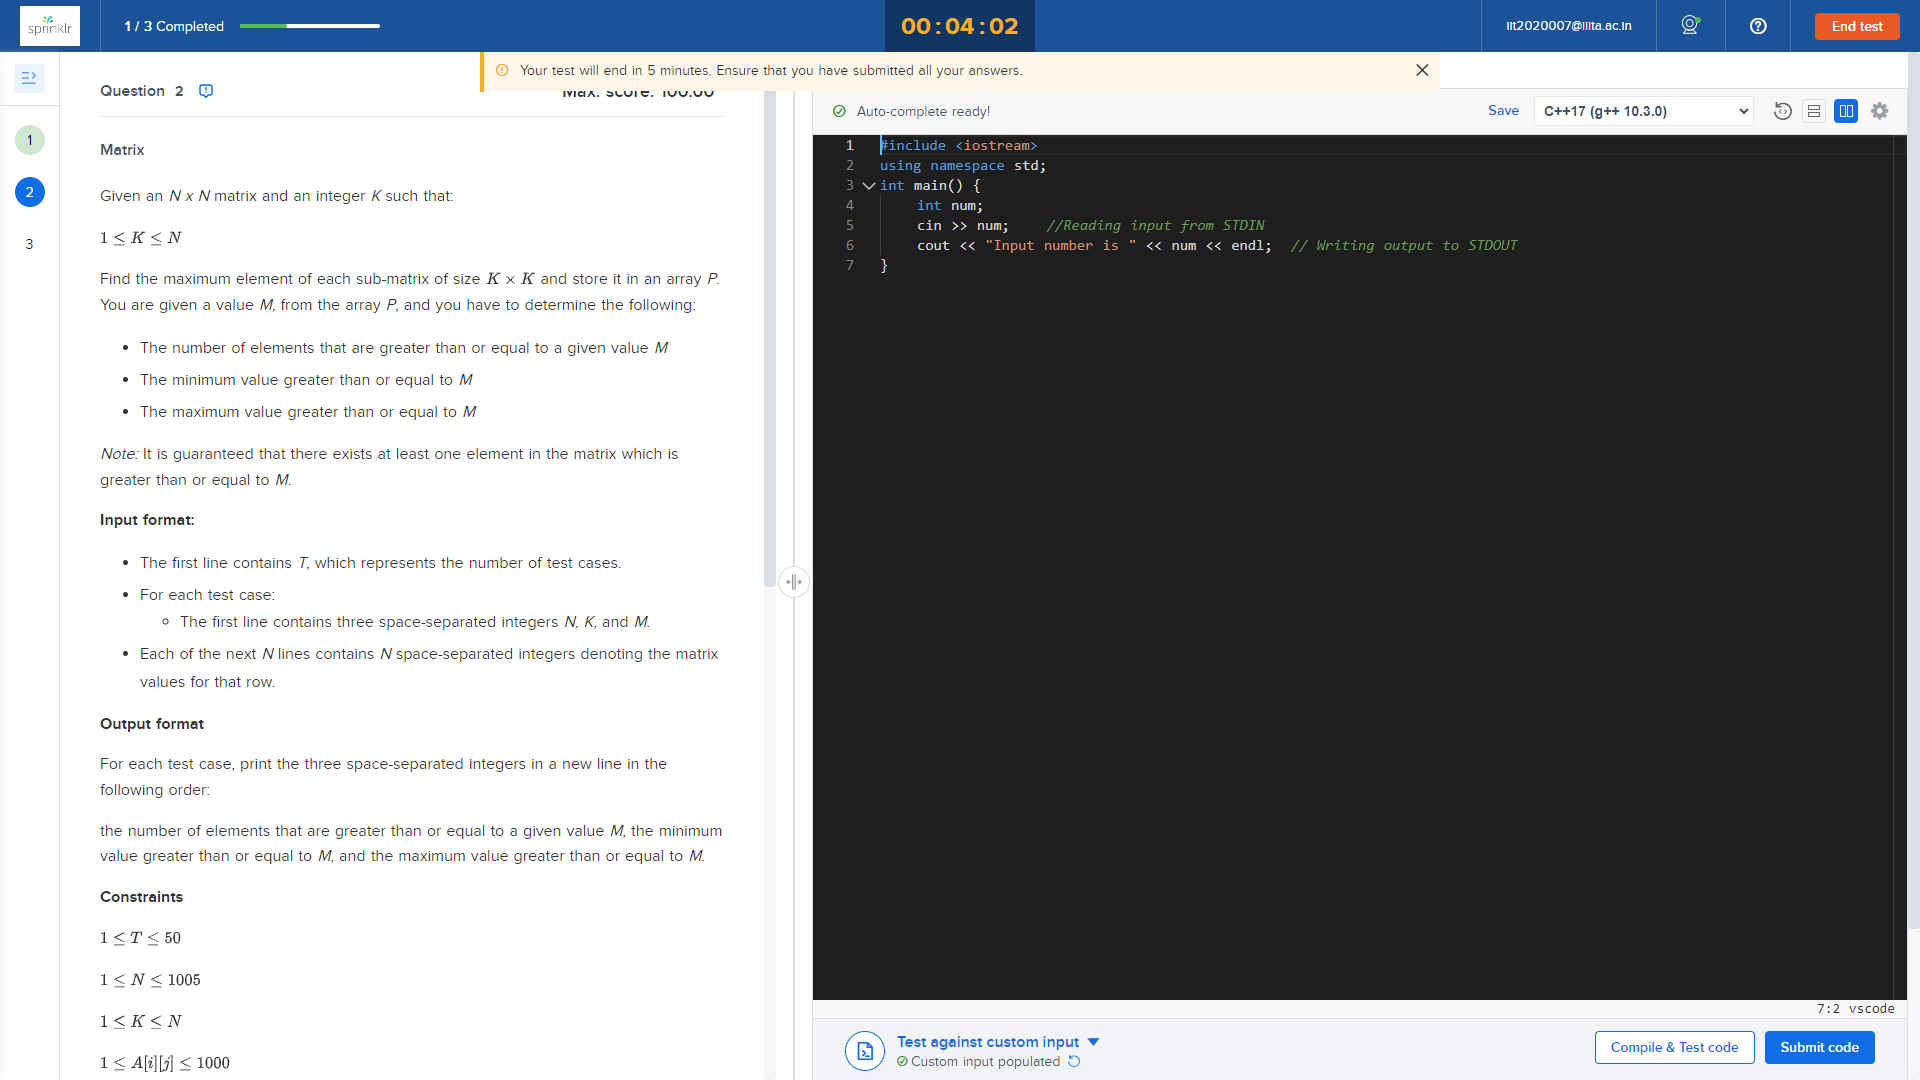 sprinklr
1 / 3 Completed
00:04:02
iit2020007@iiita.ac.in
End test
Your test will end in 5 minutes. Ensure that you have submitted all your answers.
Question 2
Max. score: 100.00
1
2
3
Matrix
Given an N x N matrix and an integer K such that:
1 ≤ K ≤ N
Find the maximum element of each sub-matrix of size K × K and store it in an array P.
You are given a value M, from the array P, and you have to determine the following:
• The number of elements that are greater than or equal to a given value M
• The minimum value greater than or equal to M
• The maximum value greater than or equal to M
Note: It is guaranteed that there exists at least one element in the matrix which is
greater than or equal to M.
Input format:
• The first line contains T, which represents the number of test cases.
• For each test case:
◦ The first line contains three space-separated integers N, K, and M.
• Each of the next N lines contains N space-separated integers denoting the matrix
values for that row.
Output format
For each test case, print the three space-separated integers in a new line in the
following order:
the number of elements that are greater than or equal to a given value M, the minimum
value greater than or equal to M, and the maximum value greater than or equal to M.
Constraints
1 ≤ T ≤ 50
1 ≤ N ≤ 1005
1 ≤ K ≤ N
1 ≤ A[i][j] ≤ 1000
Auto-complete ready!
Save
C++17 (g++ 10.3.0)
1 #include <iostream>
2 using namespace std;
3 int main() {
4 int num;
5 cin >> num; //Reading input from STDIN
6 cout << "Input number is " << num << endl; // Writing output to STDOUT
7 }
7:2 vscode
Test against custom input
Custom input populated
Compile & Test code
Submit code